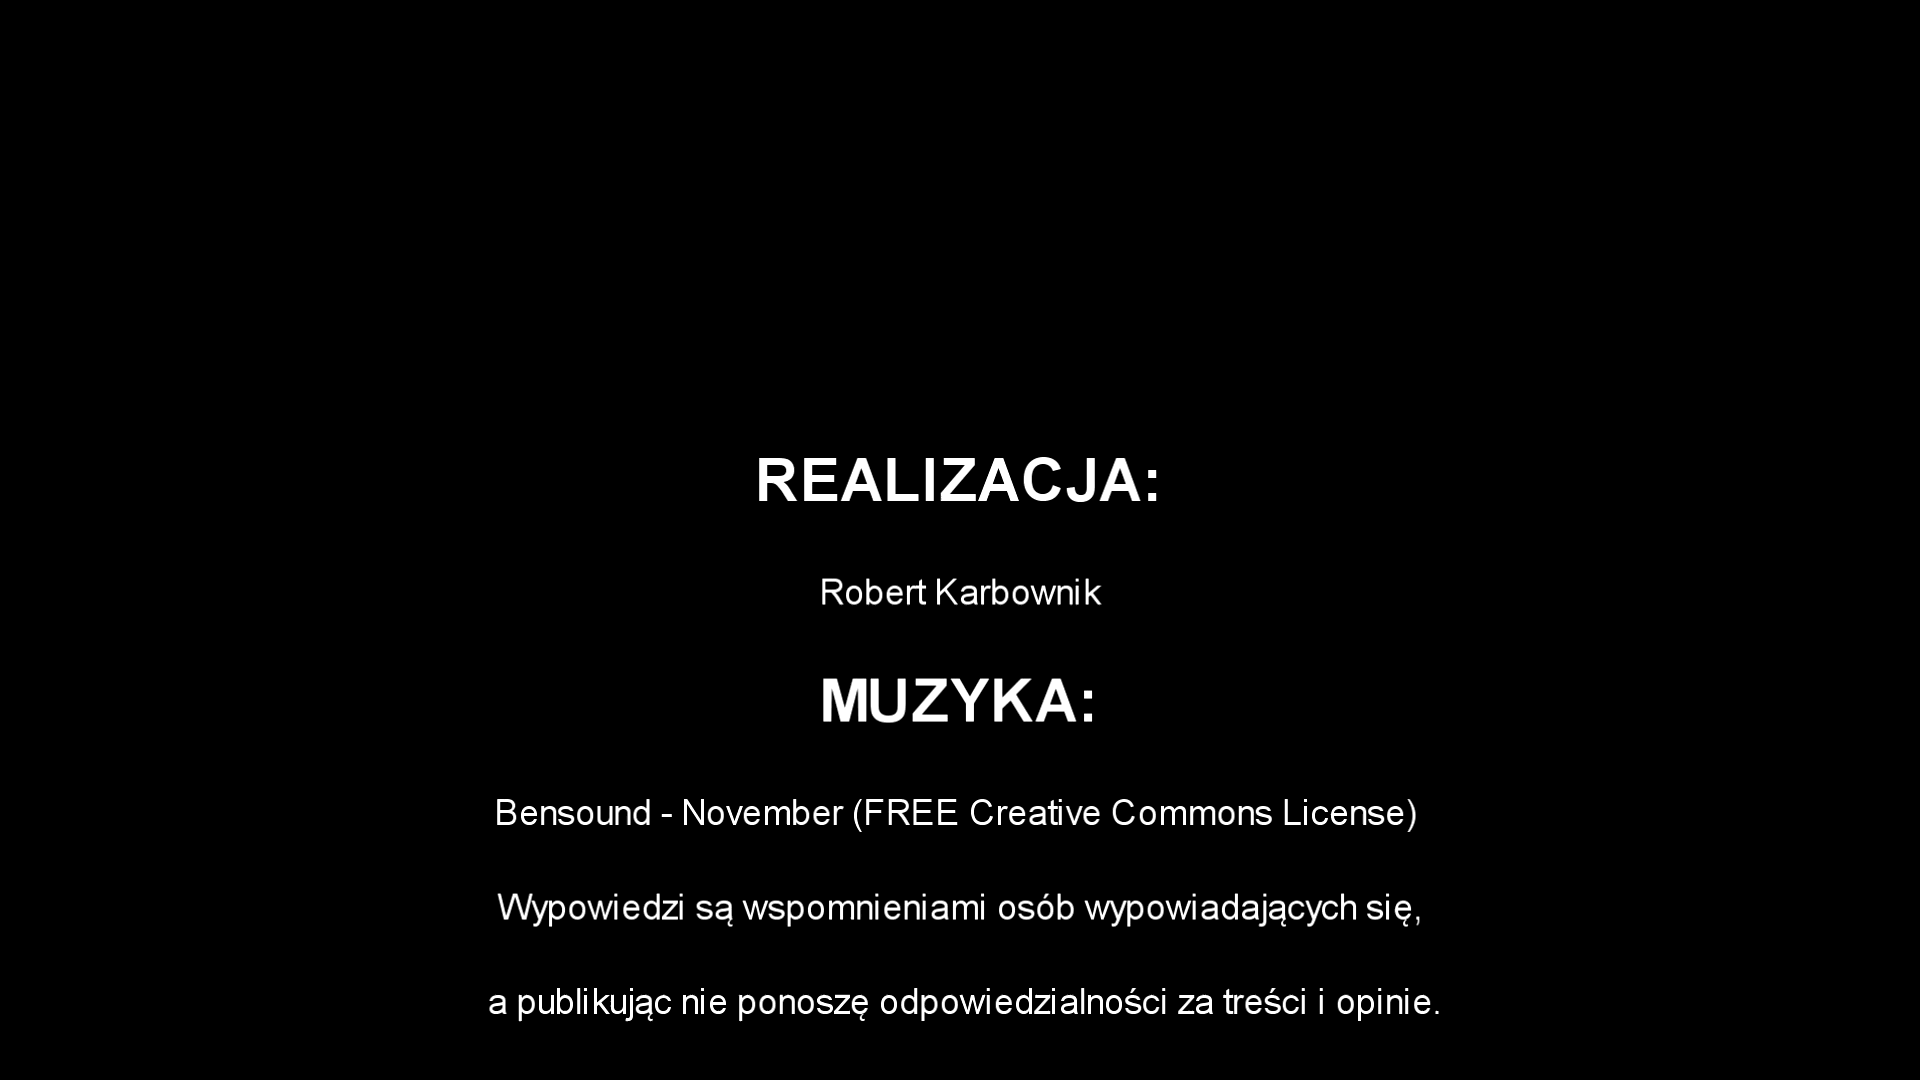 REALIZACJA:
Robert Karbownik
MUZYKA:
Bensound - November (FREE Creative Commons License)
Wypowiedzi są wspomnieniami osób wypowiadających się,
a publikując nie ponoszę odpowiedzialności za treści i opinie.